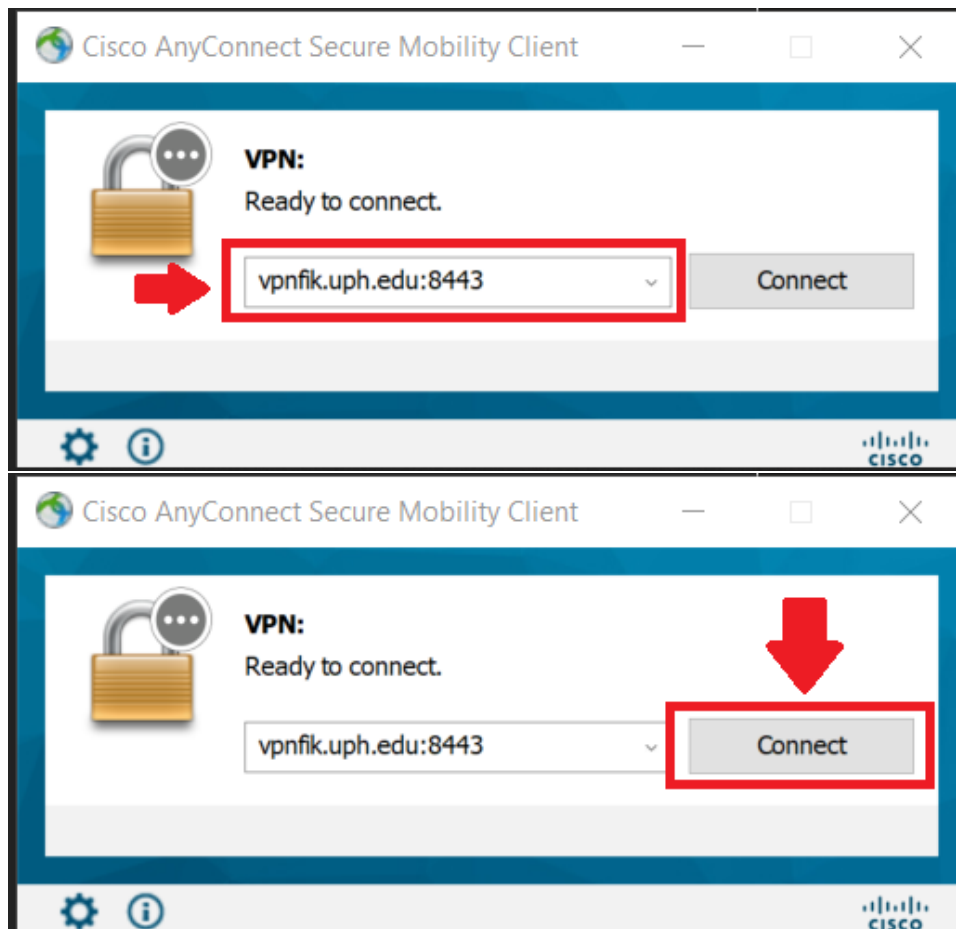 Cisco AnyConnect Secure Mobility Client
VPN:
Ready to connect.
vpnfik.uph.edu:8443 Connect
CISCO
Cisco AnyConnect Secure Mobility Client
VPN:
Ready to connect.
vpnfik.uph.edu:8443 Connect
CISCO